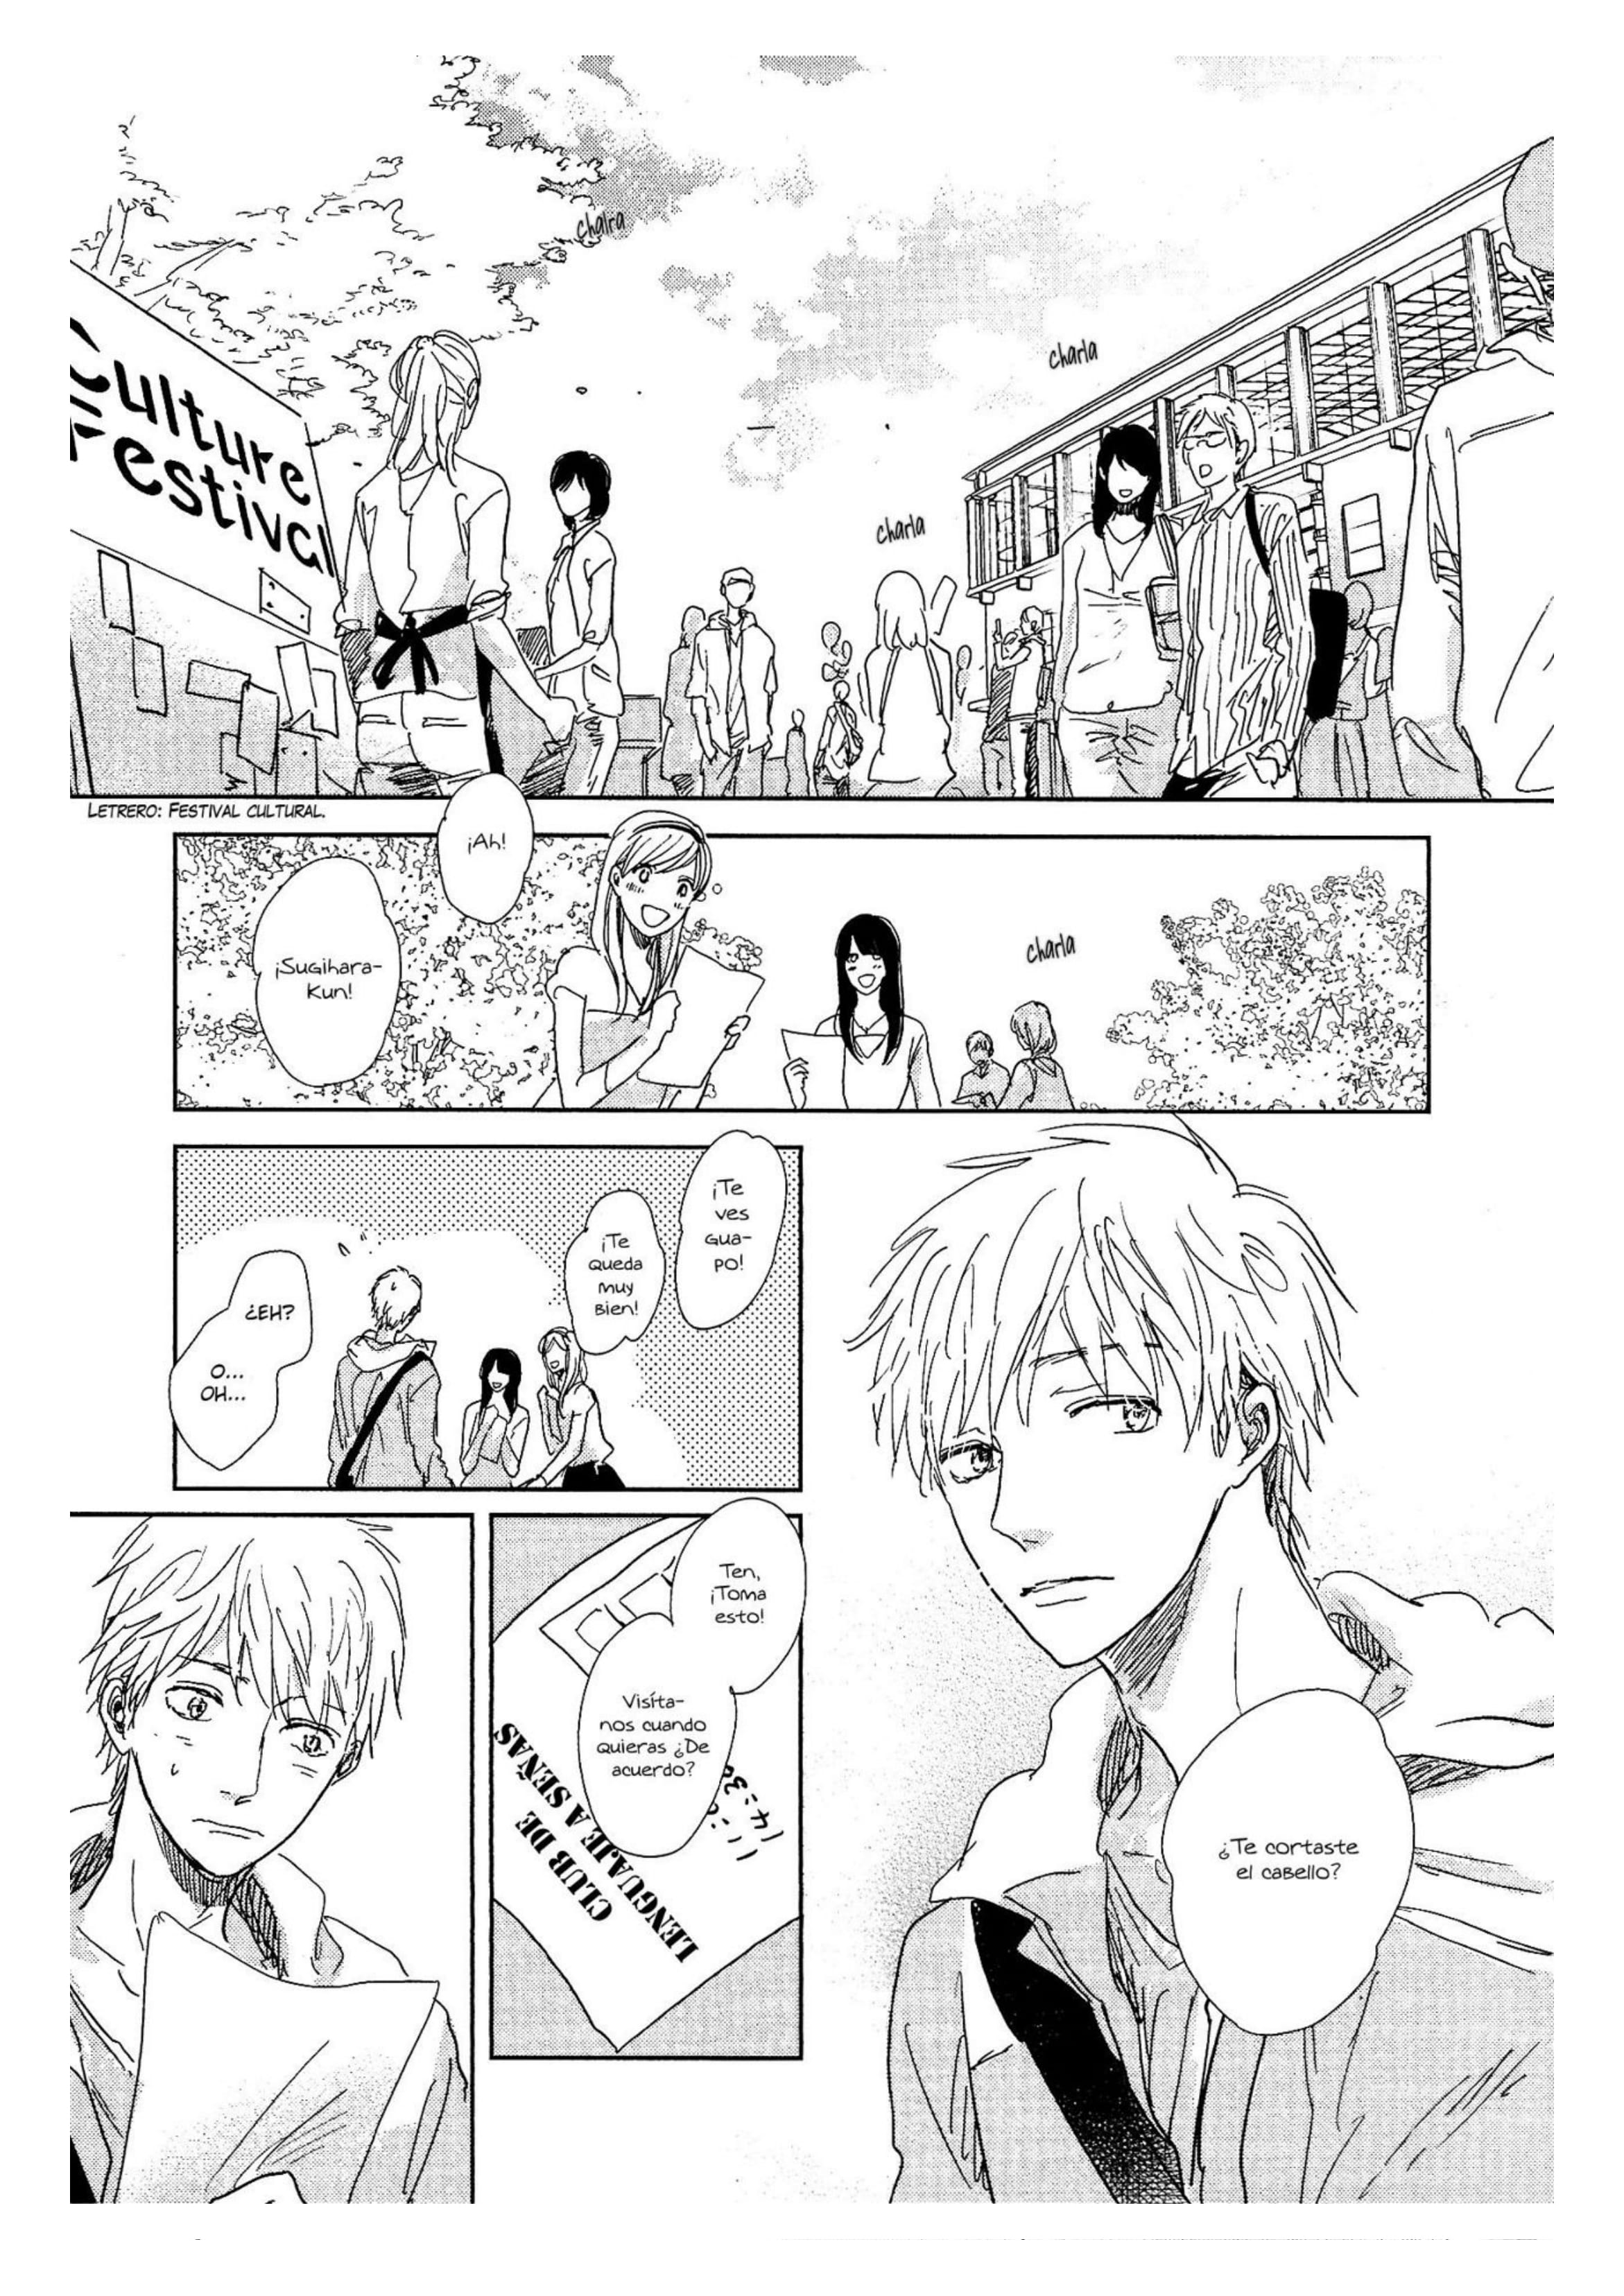 chalra
charla
charla
Culture
Festival
LETRERO: FESTIVAL CULTURAL.
¡Ah!
¡Sugihara-
Kun!
charla
¿Te cortaste
el cabello?
¡Te
ves
gua-
po!
¡Te
queda
muy
bien!
¿EH?
O...
OH...
Ten,
¡Toma
esto!
Visíta-
nos cuando
quieras ¿De
acuerdo?
CLUB DE
LENGUAJE A SEÑAS